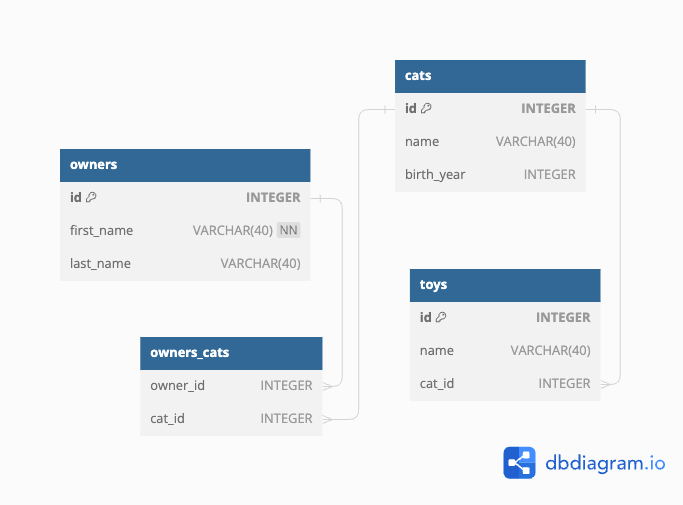 cats
id INTEGER
name VARCHAR(40)
birth_year INTEGER
owners
id INTEGER
first_name VARCHAR(40) NN
last_name VARCHAR(40)
toys
id INTEGER
name VARCHAR(40)
cat_id INTEGER
owners_cats
owner_id INTEGER
cat_id INTEGER
dbdiagram.io